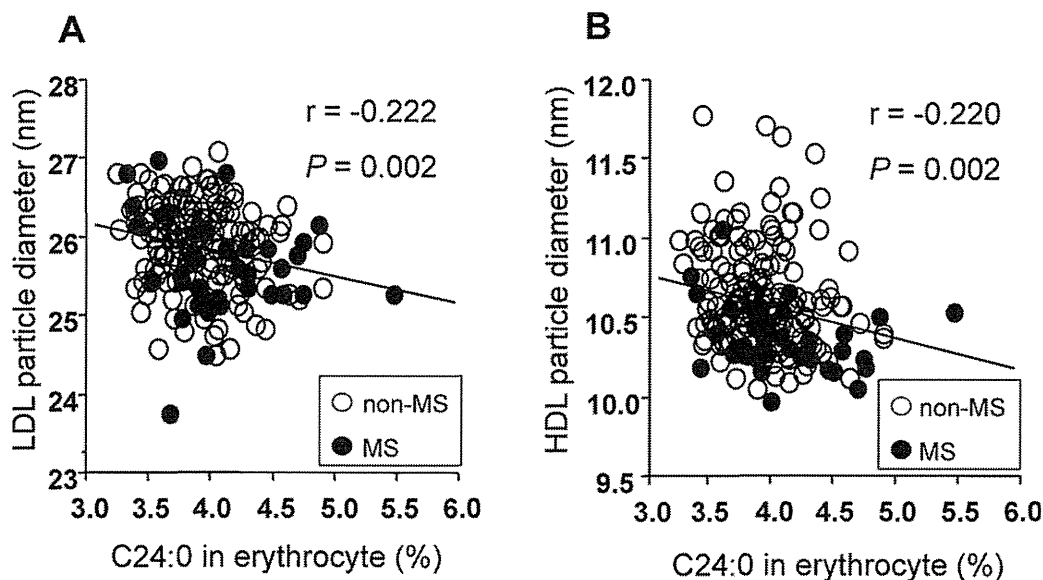 A
28
27
26
25
24
23
LDL particle diameter (nm)
r = -0.222
P = 0.002
non-MS
MS
3.0 3.5 4.0 4.5 5.0 5.5 6.0
C24:0 in erythrocyte (%)
B
12.0
11.5
11.0
10.5
10.0
9.5
HDL particle diameter (nm)
r = -0.220
P = 0.002
non-MS
MS
3.0 3.5 4.0 4.5 5.0 5.5 6.0
C24:0 in erythrocyte (%)